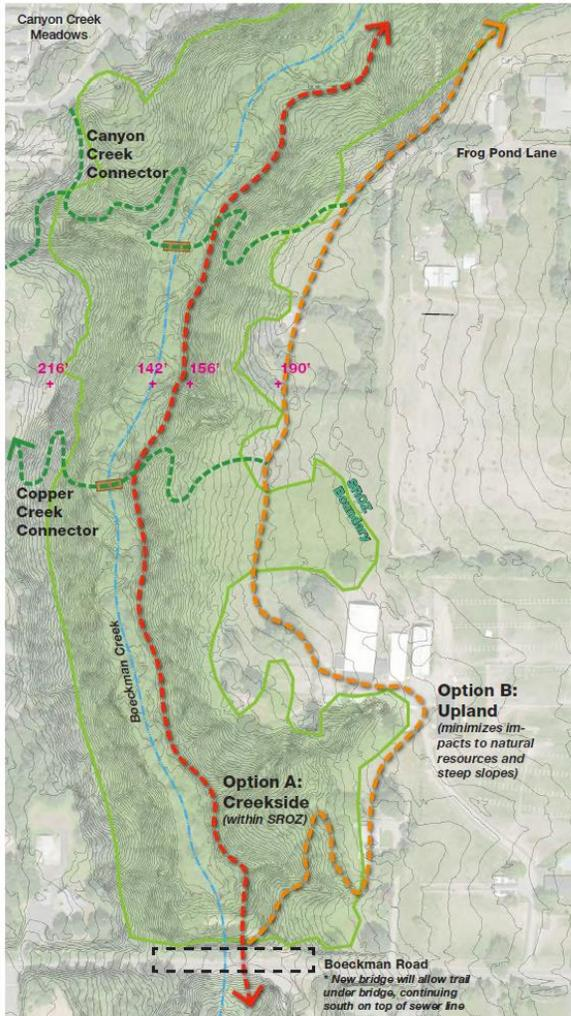 Canyon Creek
Meadows
Canyon
Creek
Connector
Frog Pond Lane
216'
142'
156'
190'
Copper
Creek
Connector
SROZ
Boundary
Boeckman Creek
Option B:
Upland
(minimizes im-
pacts to natural
resources and
steep slopes)
Option A:
Creekside
(within SROZ)
Boeckman Road
* New bridge will allow trail
under bridge, continuing
south on top of sewer line